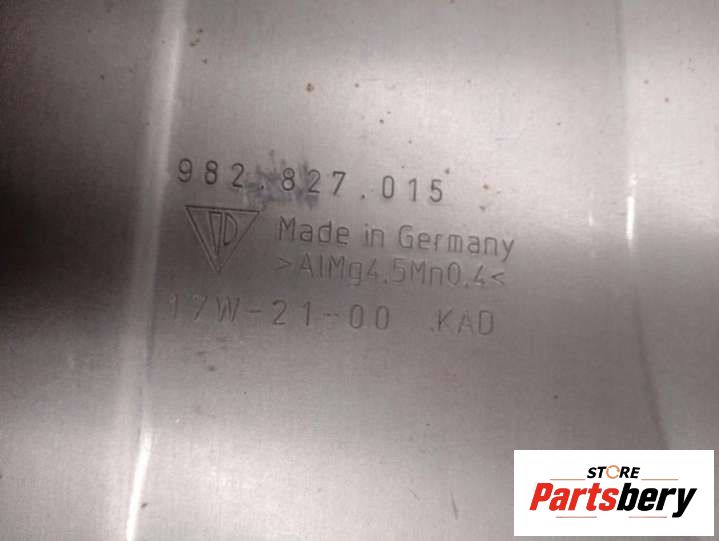 982.827.015
Made in Germany
>AlMg4.5Mn0.4<
17W-21-00 .KAD
STORE
Partsbery